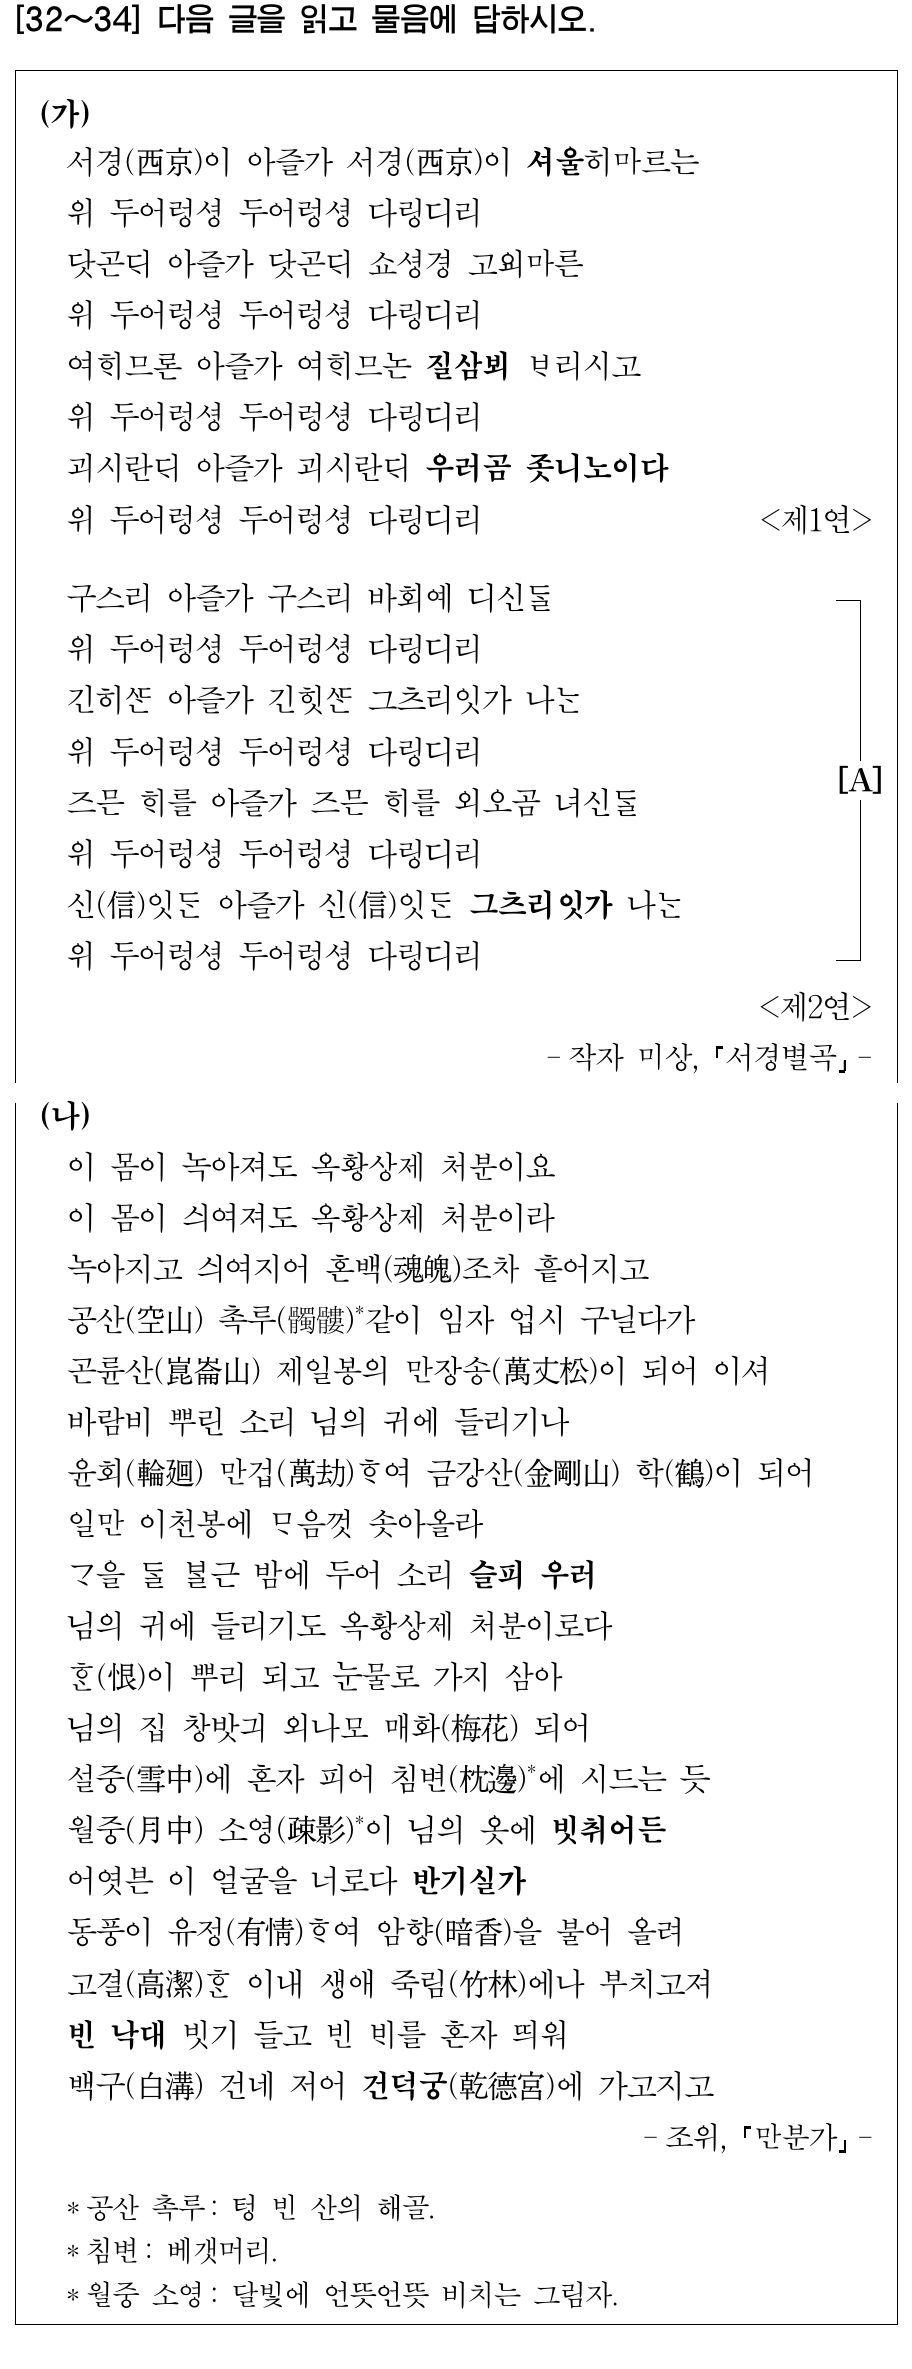 [32～34] 다음 글을 읽고 물음에 답하시오.
(가)
서경(西京)이 아즐가 서경(西京)이 셔울히마르는
위 두어렁셩 두어렁셩 다링디리
닷곤ᄃᆡ 아즐가 닷곤ᄃᆡ 쇼셩경 고ᄋᆈ마른
위 두어렁셩 두어렁셩 다링디리
여ᄒᆡ므론 아즐가 여ᄒᆡ므논 질삼뵈 ᄇᆞ리시고
위 두어렁셩 두어렁셩 다링디리
괴시란ᄃᆡ 아즐가 괴시란ᄃᆡ 우러곰 좃니노이다
위 두어렁셩 두어렁셩 다링디리 <제1연>
구스리 아즐가 구스리 바회예 디신ᄃᆞᆯ
위 두어렁셩 두어렁셩 다링디리
긴히ᄯᆞᆫ 아즐가 긴힛ᄯᆞᆫ 그츠리잇가 나ᄂᆞᆫ
위 두어렁셩 두어렁셩 다링디리
즈믄 ᄒᆡ를 아즐가 즈믄 ᄒᆡ를 외오곰 녀신ᄃᆞᆯ
[A]
위 두어렁셩 두어렁셩 다링디리
신(信)잇ᄃᆞᆫ 아즐가 신(信)잇ᄃᆞᆫ 그츠리잇가 나ᄂᆞᆫ
위 두어렁셩 두어렁셩 다링디리
<제2연>
- 작자 미상, 「서경별곡」 -
(나)
이 몸이 녹아져도 옥황상제 처분이요
이 몸이 싀여져도 옥황상제 처분이라
녹아지고 싀여지어 혼백(魂魄)조차 흩어지고
공산(空山) 촉루(髑髏)*같이 임자 업시 구닐다가
곤륜산(崑崙山) 제일봉의 만장송(萬丈松)이 되어 이셔
바람비 뿌린 소리 님의 귀에 들리기나
윤회(輪廻) 만겁(萬劫)ᄒᆞ여 금강산(金剛山) 학(鶴)이 되어
일만 이천봉에 ᄆᆞ음껏 솟아올라
ᄀᆞ을 ᄃᆞᆯ ᄇᆞᆯ근 밤에 두어 소리 슬피 우러
님의 귀에 들리기도 옥황상제 처분이로다
ᄒᆞᆫ(恨)이 뿌리 되고 눈물로 가지 삼아
님의 집 창밧긔 외나모 매화(梅花) 되어
설중(雪中)에 혼자 피어 침변(枕邊)*에 시드는 듯
월중(月中) 소영(疎影)*이 님의 옷에 빗취어든
어엿븐 이 얼굴을 너로다 반기실가
동풍이 유정(有情)ᄒᆞ여 암향(暗香)을 불어 올려
고결(高潔)ᄒᆞᆫ 이내 생애 죽림(竹林)에나 부치고져
빈 낙대 빗기 들고 빈 ᄇᆡ를 혼자 띄워
백구(白溝) 건네 저어 건덕궁(乾德宮)에 가고지고
- 조위, 「만분가」 -
* 공산 촉루 : 텅 빈 산의 해골.
* 침변 : 베갯머리.
* 월중 소영 : 달빛에 언뜻언뜻 비치는 그림자.